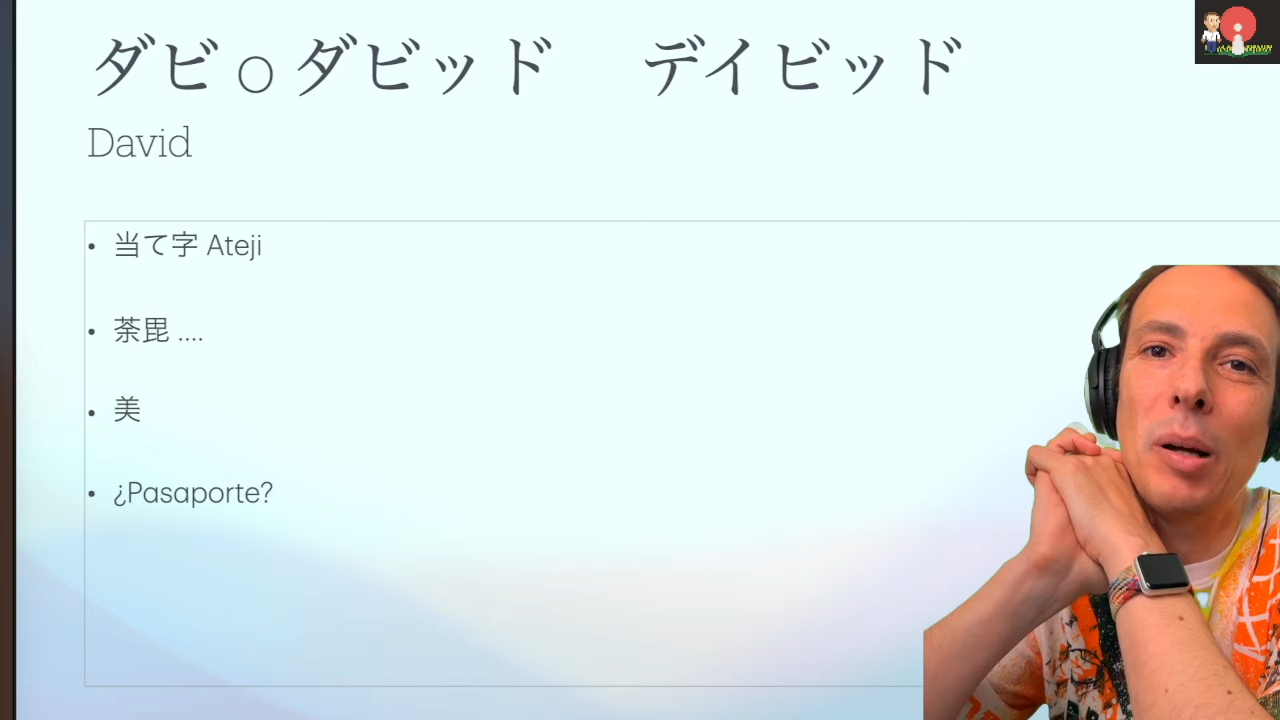 ダビ o ダビッド　デイビッド
David
• 当て字 Ateji
• 荼毘 ....
• 美
• ¿Pasaporte?